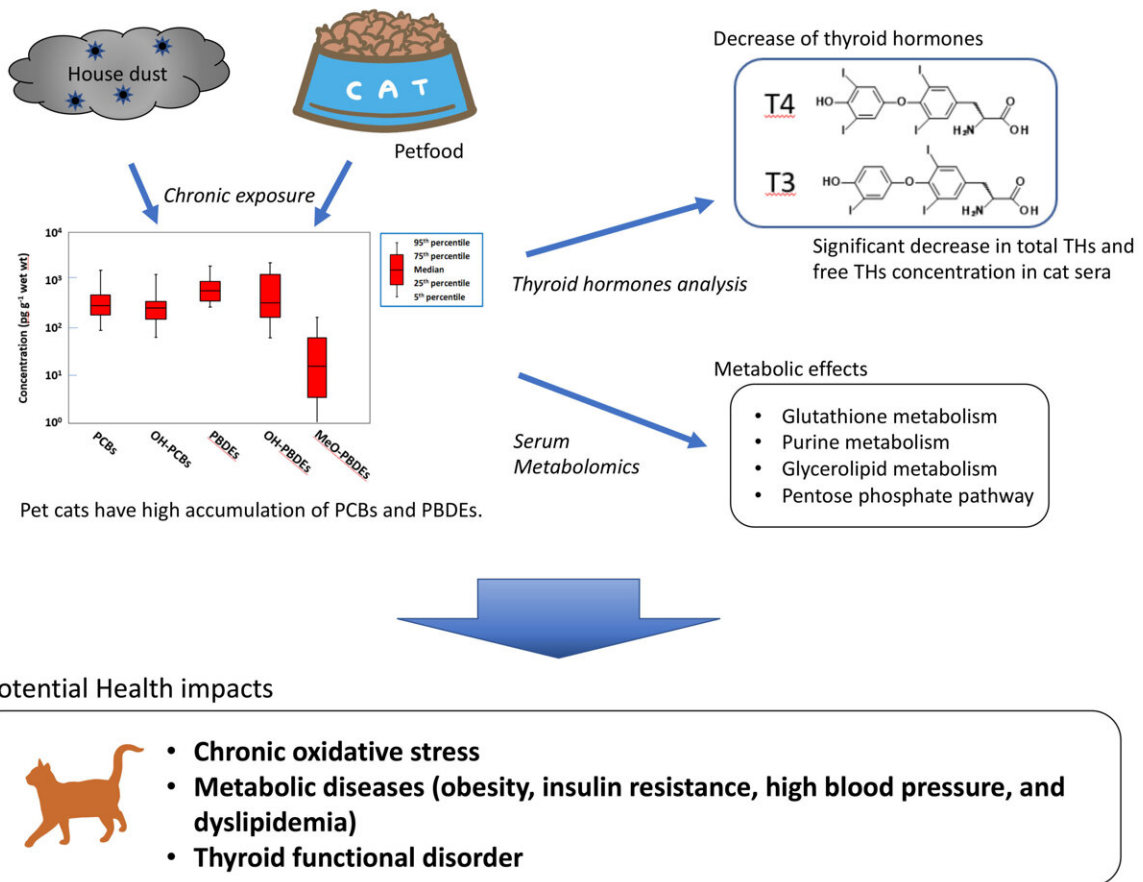 House dust
CAT
Petfood
Chronic exposure
Concentration (pg g⁻¹ wet wt)
10⁴
10³
10²
10¹
10⁰
PCBs
OH-PCBs
PBDEs
OH-PBDEs
MeO-PBDEs
95th percentile
75th percentile
Median
25th percentile
5th percentile
Pet cats have high accumulation of PCBs and PBDEs.
Thyroid hormones analysis
Decrease of thyroid hormones
T4
HO
I
I
O
I
I
H₂N
O
OH
T3
HO
I
O
I
I
H₂N
O
OH
Significant decrease in total THs and
free THs concentration in cat sera
Serum
Metabolomics
Metabolic effects
• Glutathione metabolism
• Purine metabolism
• Glycerolipid metabolism
• Pentose phosphate pathway
otential Health impacts
• Chronic oxidative stress
• Metabolic diseases (obesity, insulin resistance, high blood pressure, and
dyslipidemia)
• Thyroid functional disorder